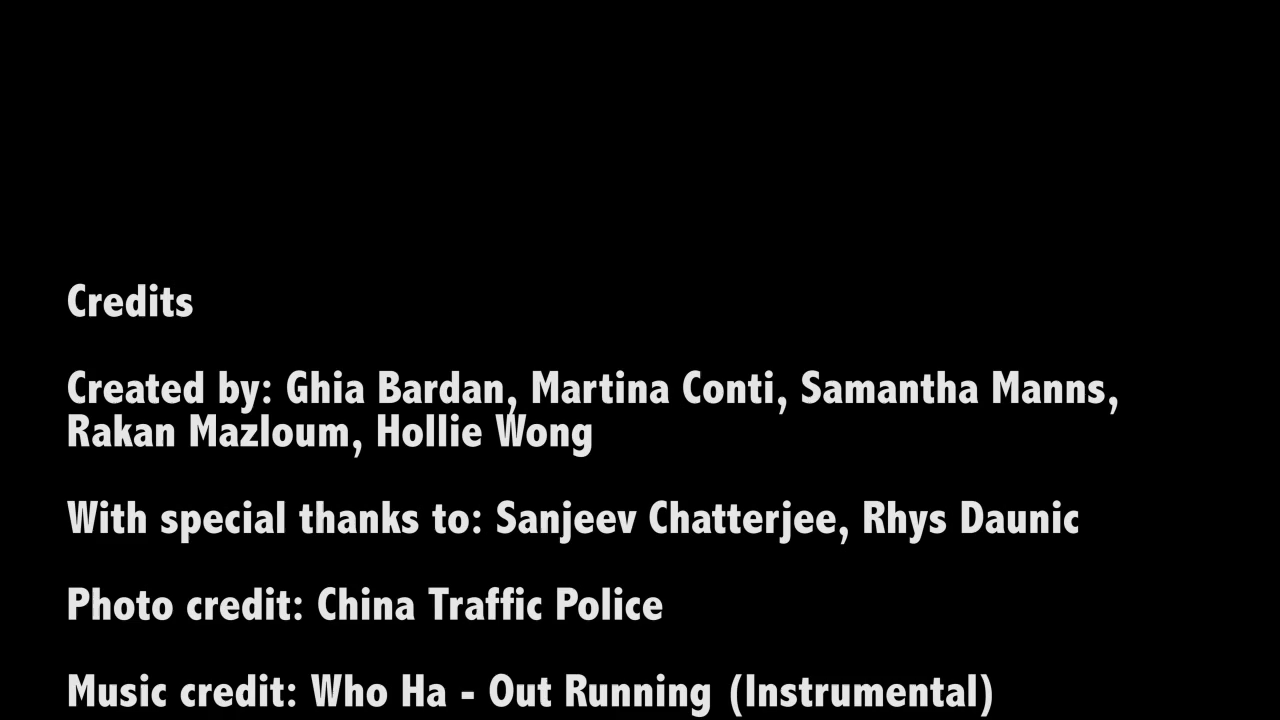 Credits
Created by: Ghia Bardan, Martina Conti, Samantha Manns,
Rakan Mazloum, Hollie Wong
With special thanks to: Sanjeev Chatterjee, Rhys Daunic
Photo credit: China Traffic Police
Music credit: Who Ha - Out Running (Instrumental)